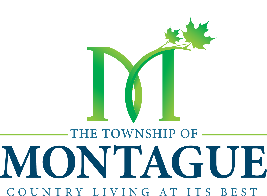 M
THE TOWNSHIP OF
MONTAGUE
COUNTRY LIVING AT ITS BEST